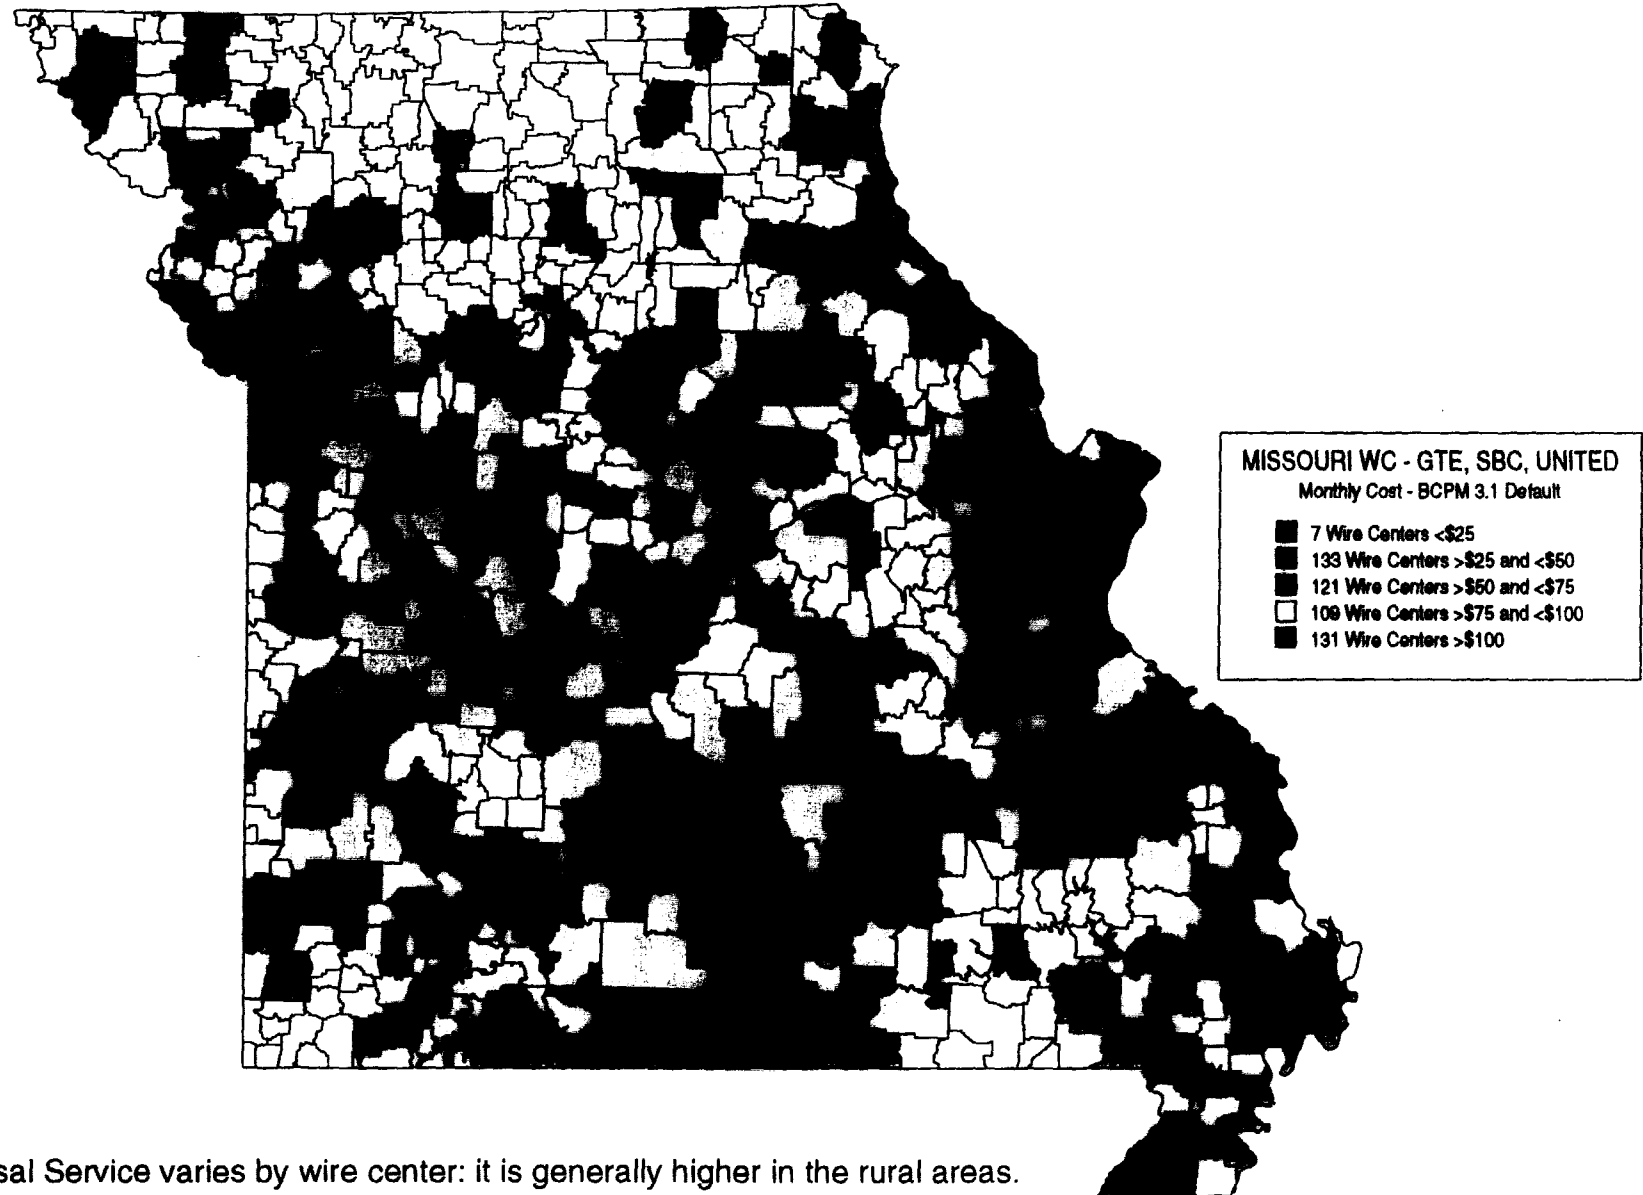 MISSOURI WC - GTE, SBC, UNITED
Monthly Cost - BCPM 3.1 Default
7 Wire Centers <$25
133 Wire Centers >$25 and <$50
121 Wire Centers >$50 and <$75
109 Wire Centers >$75 and <$100
131 Wire Centers >$100
sal Service varies by wire center: it is generally higher in the rural areas.